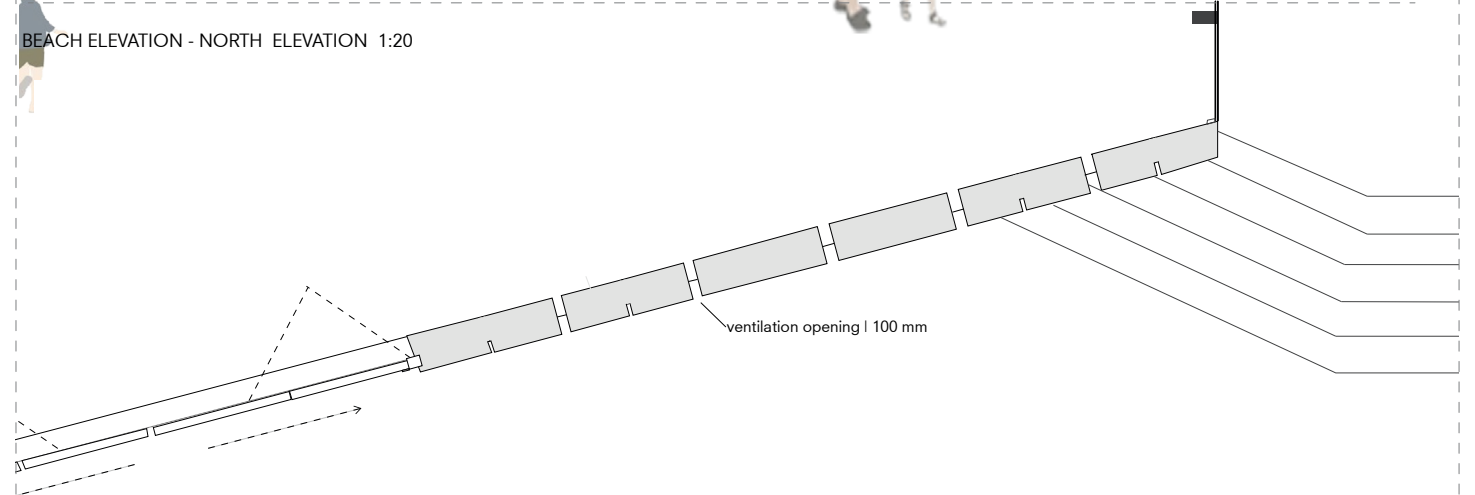 BEACH ELEVATION - NORTH ELEVATION 1:20
ventilation opening | 100 mm